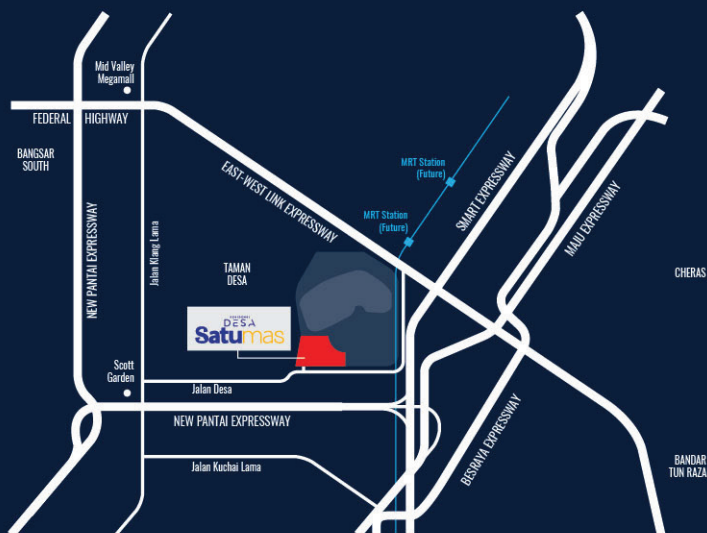 Mid Valley
Megamall
FEDERAL HIGHWAY
BANGSAR
SOUTH
EAST-WEST LINK EXPRESSWAY
MRT Station
(Future)
MRT Station
(Future)
SMART EXPRESSWAY
MAJU EXPRESSWAY
NEW PANTAI EXPRESSWAY
Jalan Klang Lama
TAMAN
DESA
CHERAS
RESIDENSI
DESA
Satumas
Scott
Garden
Jalan Desa
NEW PANTAI EXPRESSWAY
BESRAYA EXPRESSWAY
Jalan Kuchai Lama
BANDAR
TUN RAZA